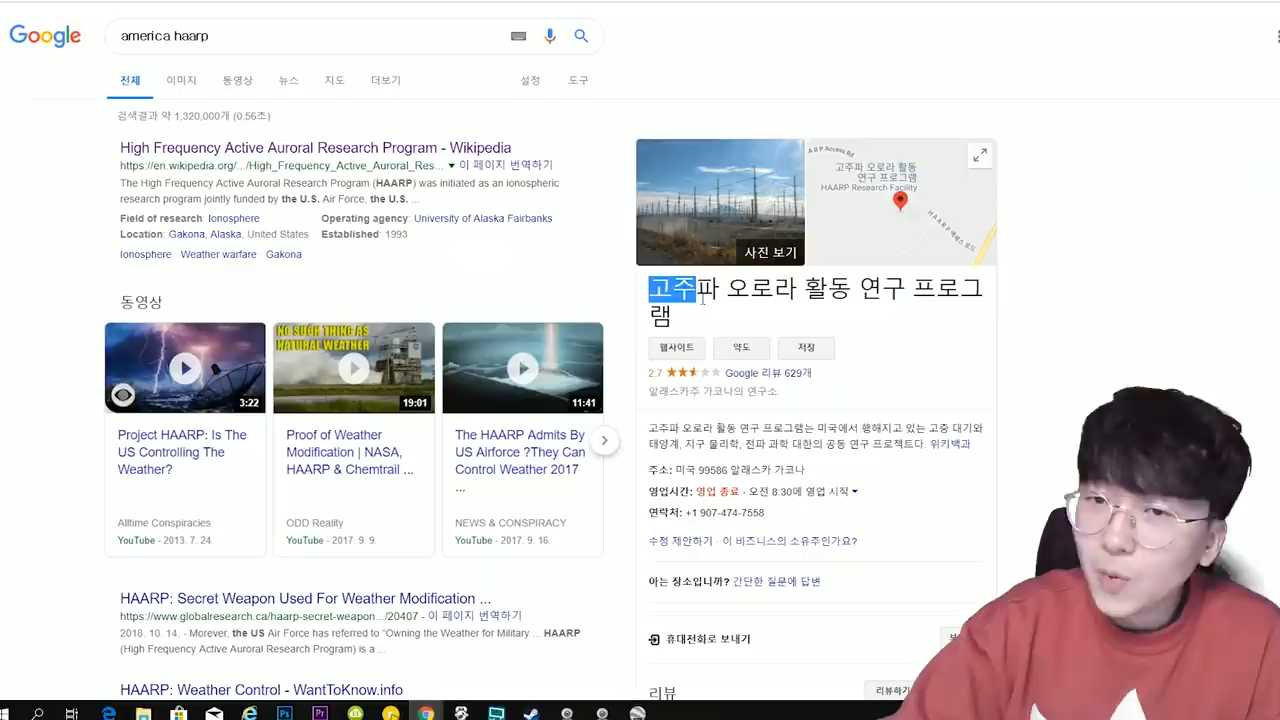 Google
america haarp
전체 이미지 동영상 뉴스 지도 더보기 설정 도구
검색결과 약 1,320,000개 (0.56초)
High Frequency Active Auroral Research Program - Wikipedia
https://en.wikipedia.org/.../High_Frequency_Active_Auroral_Res... ▼ 이 페이지 번역하기
The High Frequency Active Auroral Research Program (HAARP) was initiated as an ionospheric
research program jointly funded by the U.S. Air Force, the U.S. ...
Field of research: Ionosphere Operating agency: University of Alaska Fairbanks
Location: Gakona, Alaska, United States Established: 1993
Ionosphere Weather warfare Gakona
동영상
3:22
NO SUCH THING AS
NATURAL WEATHER
19:01
11:41
Project HAARP: Is The
US Controlling The
Weather?
Alltime Conspiracies
YouTube - 2013. 7. 24.
Proof of Weather
Modification | NASA,
HAARP & Chemtrail ...
ODD Reality
YouTube - 2017. 9. 9.
The HAARP Admits By
US Airforce ?They Can
Control Weather 2017
...
NEWS & CONSPIRACY
YouTube - 2017. 9. 16.
HAARP: Secret Weapon Used For Weather Modification ...
https://www.globalresearch.ca/haarp-secret-weapon.../20407 - 이 페이지 번역하기
2018. 10. 14. - Morever, the US Air Force has referred to "Owning the Weather for Military ... HAARP
(High Frequency Active Auroral Research Program) is a ...
HAARP: Weather Control - WantToKnow.info
사진 보기
A R P Access Rd
고주파 오로라 활동
연구 프로그램
HAARP Research Facility
H A A R P 액세스 로드
고주파 오로라 활동 연구 프로그
램
웹사이트 약도 저장
2.7 Google 리뷰 629개
알래스카주 가코나의 연구소
고주파 오로라 활동 연구 프로그램는 미국에서 행해지고 있는 고층 대기와
태양계, 지구 물리학, 전파 과학 대한의 공동 연구 프로젝트다. 위키백과
주소: 미국 99586 알래스카 가코나
영업시간: 영업 종료 · 오전 8:30에 영업 시작
연락처: +1 907-474-7558
수정 제안하기 · 이 비즈니스의 소유주인가요?
아는 장소입니까? 간단한 질문에 답변
휴대전화로 보내기
리뷰
리뷰하기